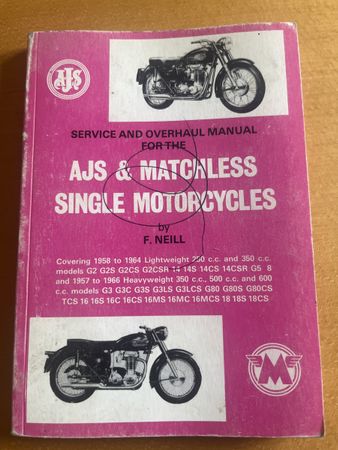 AJS
SERVICE AND OVERHAUL MANUAL
FOR THE
AJS & MATCHLESS
SINGLE MOTORCYCLES
by
F. NEILL
Covering 1958 to 1964 Lightweight 250 c.c. and 350 c.c.
models G2 G2S G2CS G2CSR 14 14S 14CS 14CSR G5 8
and 1957 to 1966 Heavyweight 350 c.c., 500 c.c. and 600
c.c. models G3 G3C G3S G3LS G3LCS G80 G80S G80CS
TCS 16 16S 16C 16CS 16MS 16MC 16MCS 18 18S 18CS
M